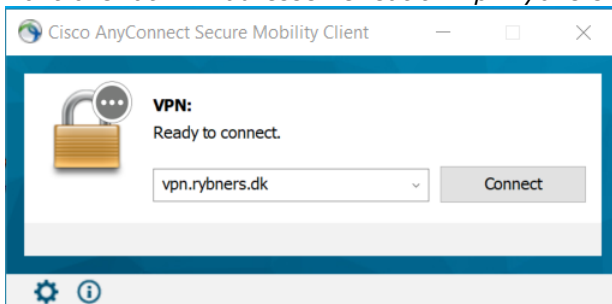 Cisco AnyConnect Secure Mobility Client
VPN:
Ready to connect.
vpn.rybners.dk
Connect